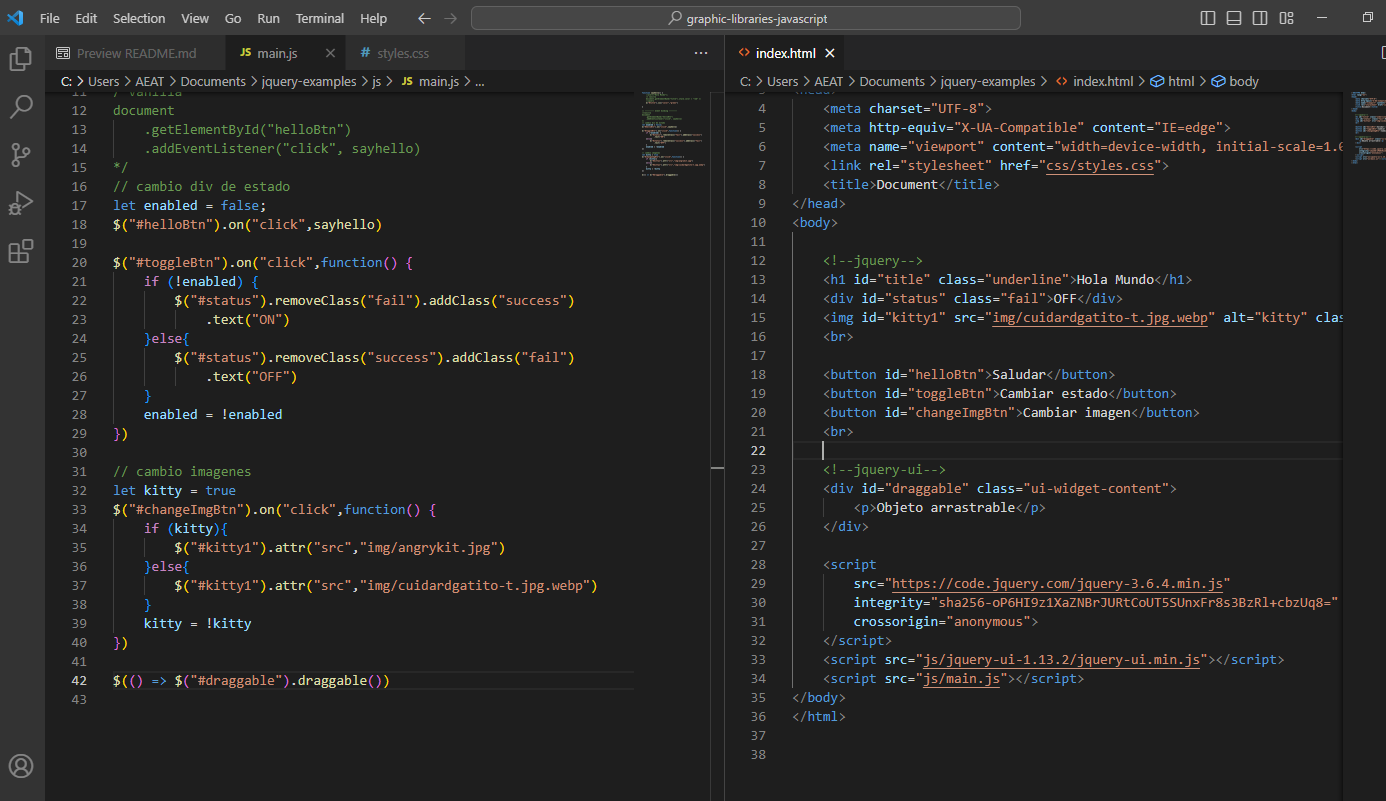 File Edit Selection View Go Run Terminal Help
graphic-libraries-javascript
Preview README.md
JS main.js
# styles.css
...
C: > Users > AEAT > Documents > jquery-examples > js > JS main.js > ...
11 / vanilla
12 document
13 .getElementById("helloBtn")
14 .addEventListener("click", sayhello)
15 */
16 // cambio div de estado
17 let enabled = false;
18 $("#helloBtn").on("click",sayhello)
19
20 $("#toggleBtn").on("click",function() {
21 if (!enabled) {
22 $("#status").removeClass("fail").addClass("success")
23 .text("ON")
24 }else{
25 $("#status").removeClass("success").addClass("fail")
26 .text("OFF")
27 }
28 enabled = !enabled
29 })
30
31 // cambio imagenes
32 let kitty = true
33 $("#changeImgBtn").on("click",function() {
34 if (kitty){
35 $("#kitty1").attr("src","img/angrykit.jpg")
36 }else{
37 $("#kitty1").attr("src","img/cuidardgatito-t.jpg.webp")
38 }
39 kitty = !kitty
40 })
41
42 $(() => $("#draggable").draggable())
43
<> index.html
C: > Users > AEAT > Documents > jquery-examples > <> index.html > html > body
3 <head>
4 <meta charset="UTF-8">
5 <meta http-equiv="X-UA-Compatible" content="IE=edge">
6 <meta name="viewport" content="width=device-width, initial-scale=1.0
7 <link rel="stylesheet" href="css/styles.css">
8 <title>Document</title>
9 </head>
10 <body>
11
12 <!--jquery-->
13 <h1 id="title" class="underline">Hola Mundo</h1>
14 <div id="status" class="fail">OFF</div>
15 <img id="kitty1" src="img/cuidardgatito-t.jpg.webp" alt="kitty" clas
16 <br>
17
18 <button id="helloBtn">Saludar</button>
19 <button id="toggleBtn">Cambiar estado</button>
20 <button id="changeImgBtn">Cambiar imagen</button>
21 <br>
22
23 <!--jquery-ui-->
24 <div id="draggable" class="ui-widget-content">
25 <p>Objeto arrastrable</p>
26 </div>
27
28 <script
29 src="https://code.jquery.com/jquery-3.6.4.min.js"
30 integrity="sha256-oP6HI9z1XaZNBrJURtCoUT5SUnxFr8s3BzRl+cbzUq8="
31 crossorigin="anonymous">
32 </script>
33 <script src="js/jquery-ui-1.13.2/jquery-ui.min.js"></script>
34 <script src="js/main.js"></script>
35 </body>
36 </html>
37
38